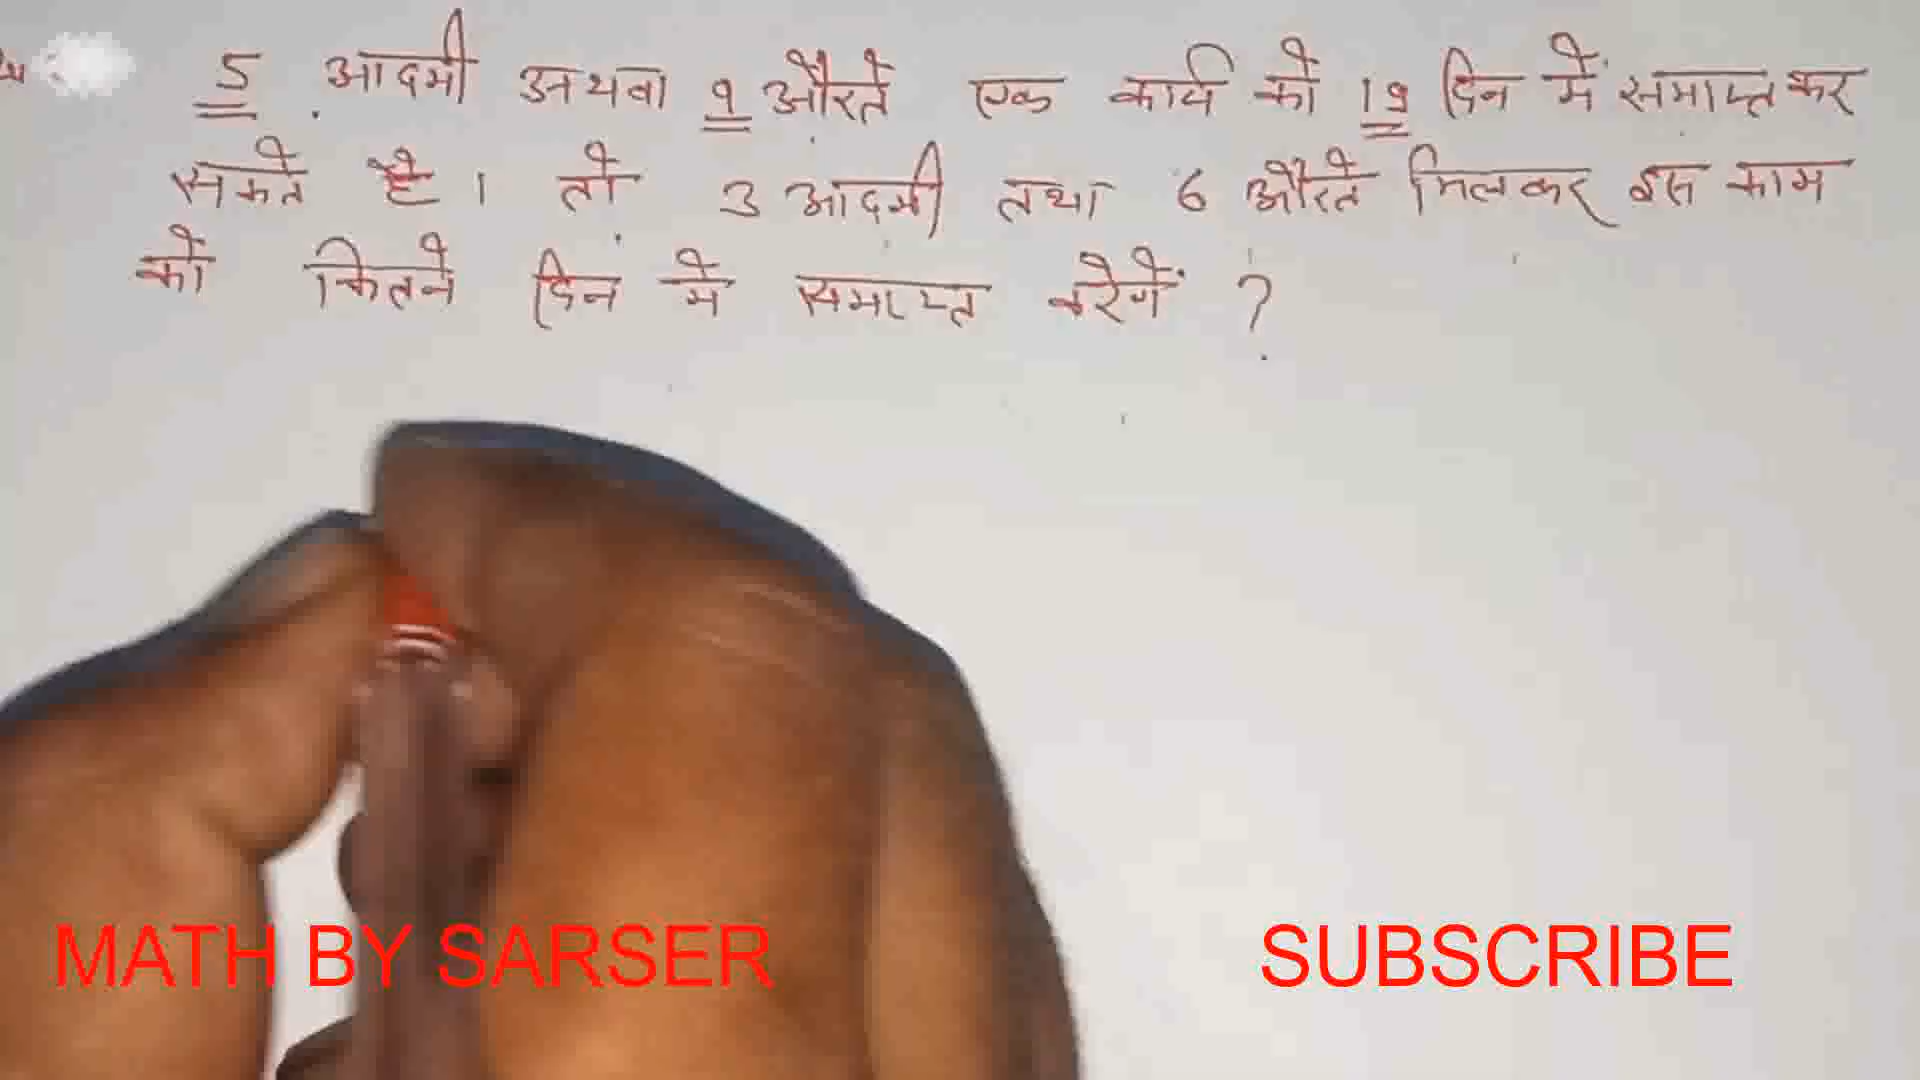 5 आदमी अथवा 9 औरते एक कार्य को 19 दिन में समाप्त कर
सकते है। तो 3 आदमी तथा 6 औरते मिलकर इस काम
को कितने दिन मे समाप्त करेगें ?
MATH BY SARSER
SUBSCRIBE